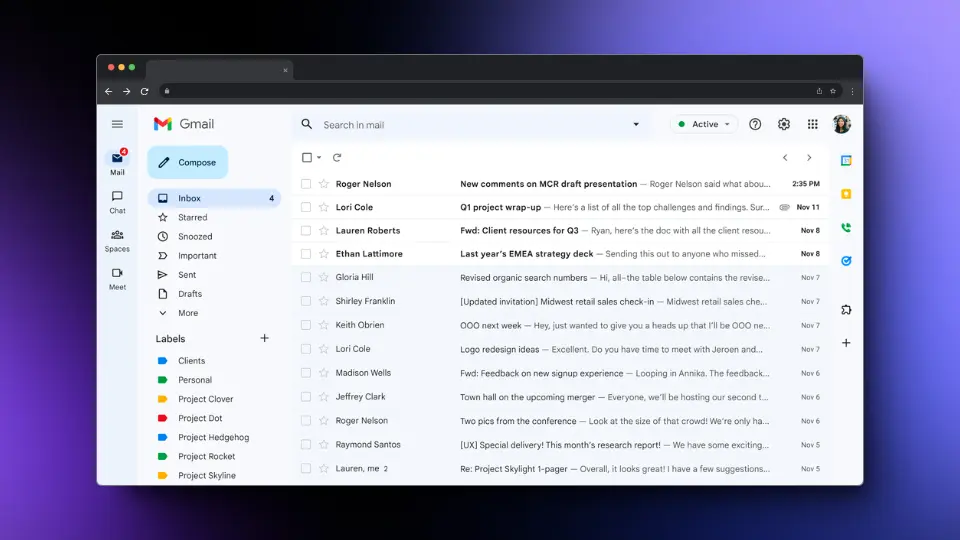 Gmail
Search in mail
Active
4
Mail
Compose
Chat
Inbox 4
Spaces
Starred
Meet
Snoozed
Important
Sent
Drafts
More
Labels
Clients
Personal
Project Clover
Project Dot
Project Hedgehog
Project Rocket
Project Skyline
Roger Nelson New comments on MCR draft presentation — Roger Nelson said what abou... 2:35 PM
Lori Cole Q1 project wrap-up — Here's a list of all the top challenges and findings. Sur... Nov 11
Lauren Roberts Fwd: Client resources for Q3 — Ryan, here's the doc with all the client resou... Nov 8
Ethan Lattimore Last year's EMEA strategy deck — Sending this out to anyone who missed... Nov 8
Gloria Hill Revised organic search numbers — Hi, all–the table below contains the revise... Nov 7
Shirley Franklin [Updated invitation] Midwest retail sales check-in — Midwest retail sales che... Nov 7
Keith Obrien OOO next week — Hey, just wanted to give you a heads up that I'll be OOO ne... Nov 7
Lori Cole Logo redesign ideas — Excellent. Do you have time to meet with Jeroen and... Nov 7
Madison Wells Fwd: Feedback on new signup experience — Looping in Annika. The feedback... Nov 6
Jeffrey Clark Town hall on the upcoming merger — Everyone, we'll be hosting our second t... Nov 6
Roger Nelson Two pics from the conference — Look at the size of that crowd! We're only ha... Nov 6
Raymond Santos [UX] Special delivery! This month's research report! — We have some exciting... Nov 5
Lauren, me 2 Re: Project Skylight 1-pager — Overall, it looks great! I have a few suggestions... Nov 5